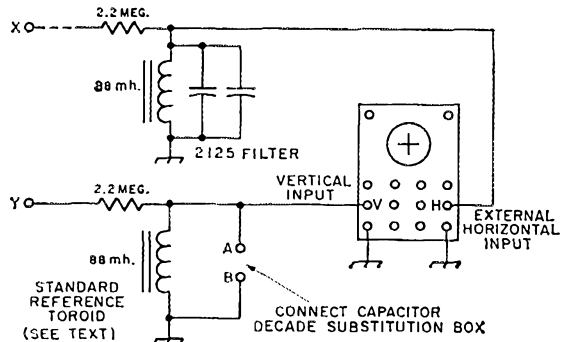 X
2.2 MEG.
88 mh.
2125 FILTER
VERTICAL
INPUT
V
H
EXTERNAL
HORIZONTAL
INPUT
Y
2.2 MEG.
88 mh.
A
B
STANDARD
REFERENCE
TOROID
(SEE TEXT)
CONNECT CAPACITOR
DECADE SUBSTITUTION BOX